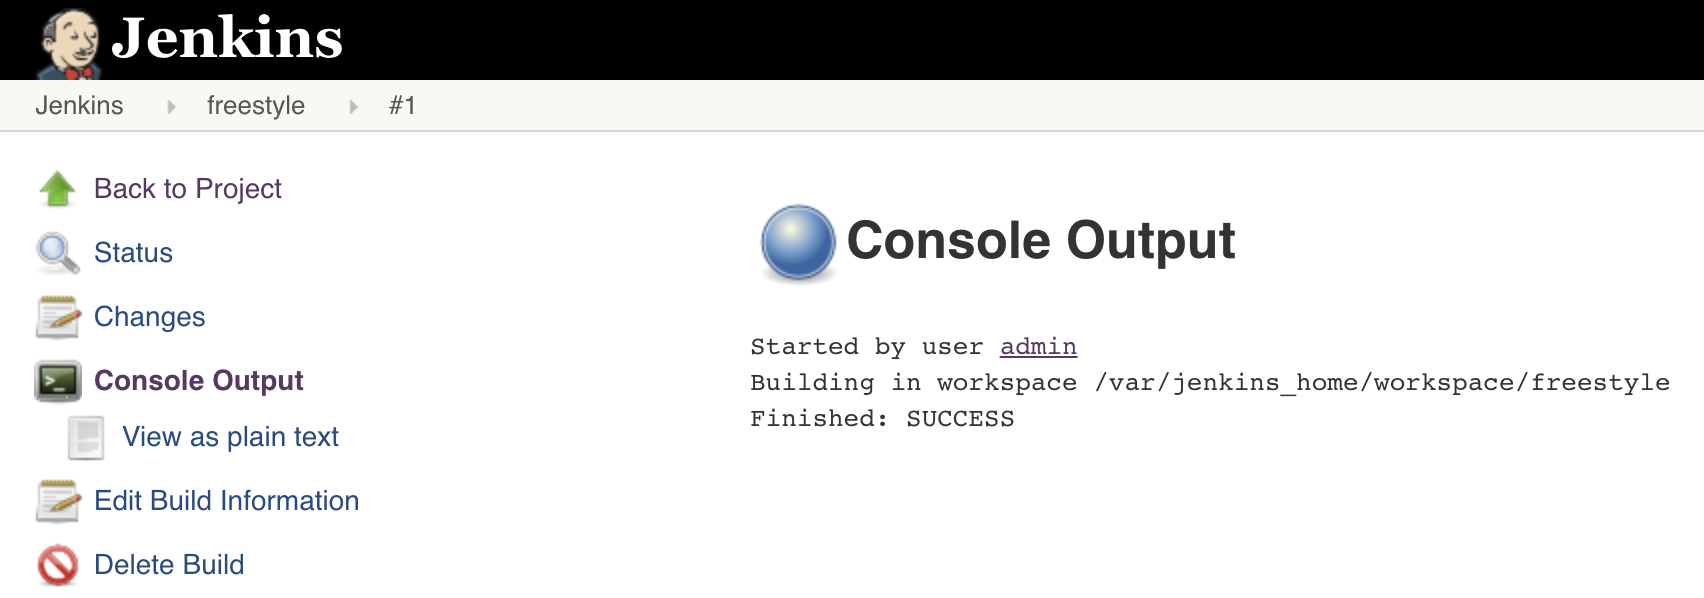 Jenkins
Jenkins freestyle #1
Back to Project
Status
Changes
Console Output
View as plain text
Edit Build Information
Delete Build
Console Output
Started by user admin
Building in workspace /var/jenkins_home/workspace/freestyle
Finished: SUCCESS